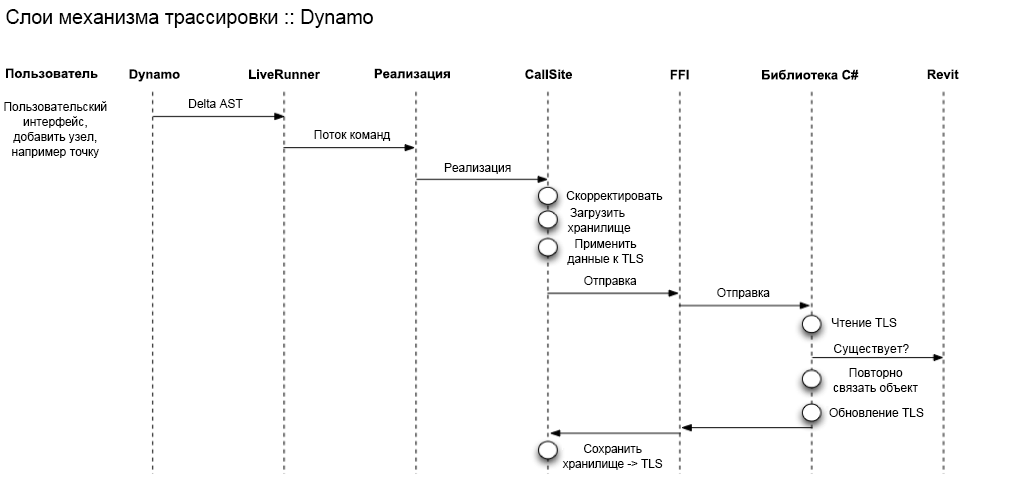 Слои механизма трассировки :: Dynamo
Пользователь
Dynamo
LiveRunner
Реализация
CallSite
FFI
Библиотека C#
Revit
Пользовательский
интерфейс,
добавить узел,
например точку
Delta AST
Поток команд
Реализация
Скорректировать
Загрузить
хранилище
Применить
данные к TLS
Отправка
Отправка
Чтение TLS
Существует?
Повторно
связать объект
Обновление TLS
Сохранить
хранилище -> TLS